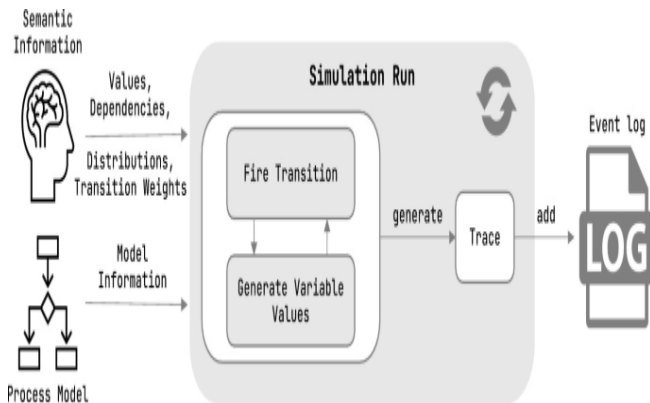 Semantic
Information
Values,
Dependencies,
Distributions,
Transition Weights
Model
Information
Process Model
Simulation Run
Fire Transition
Generate Variable
Values
generate
Trace
add
Event log
LOG